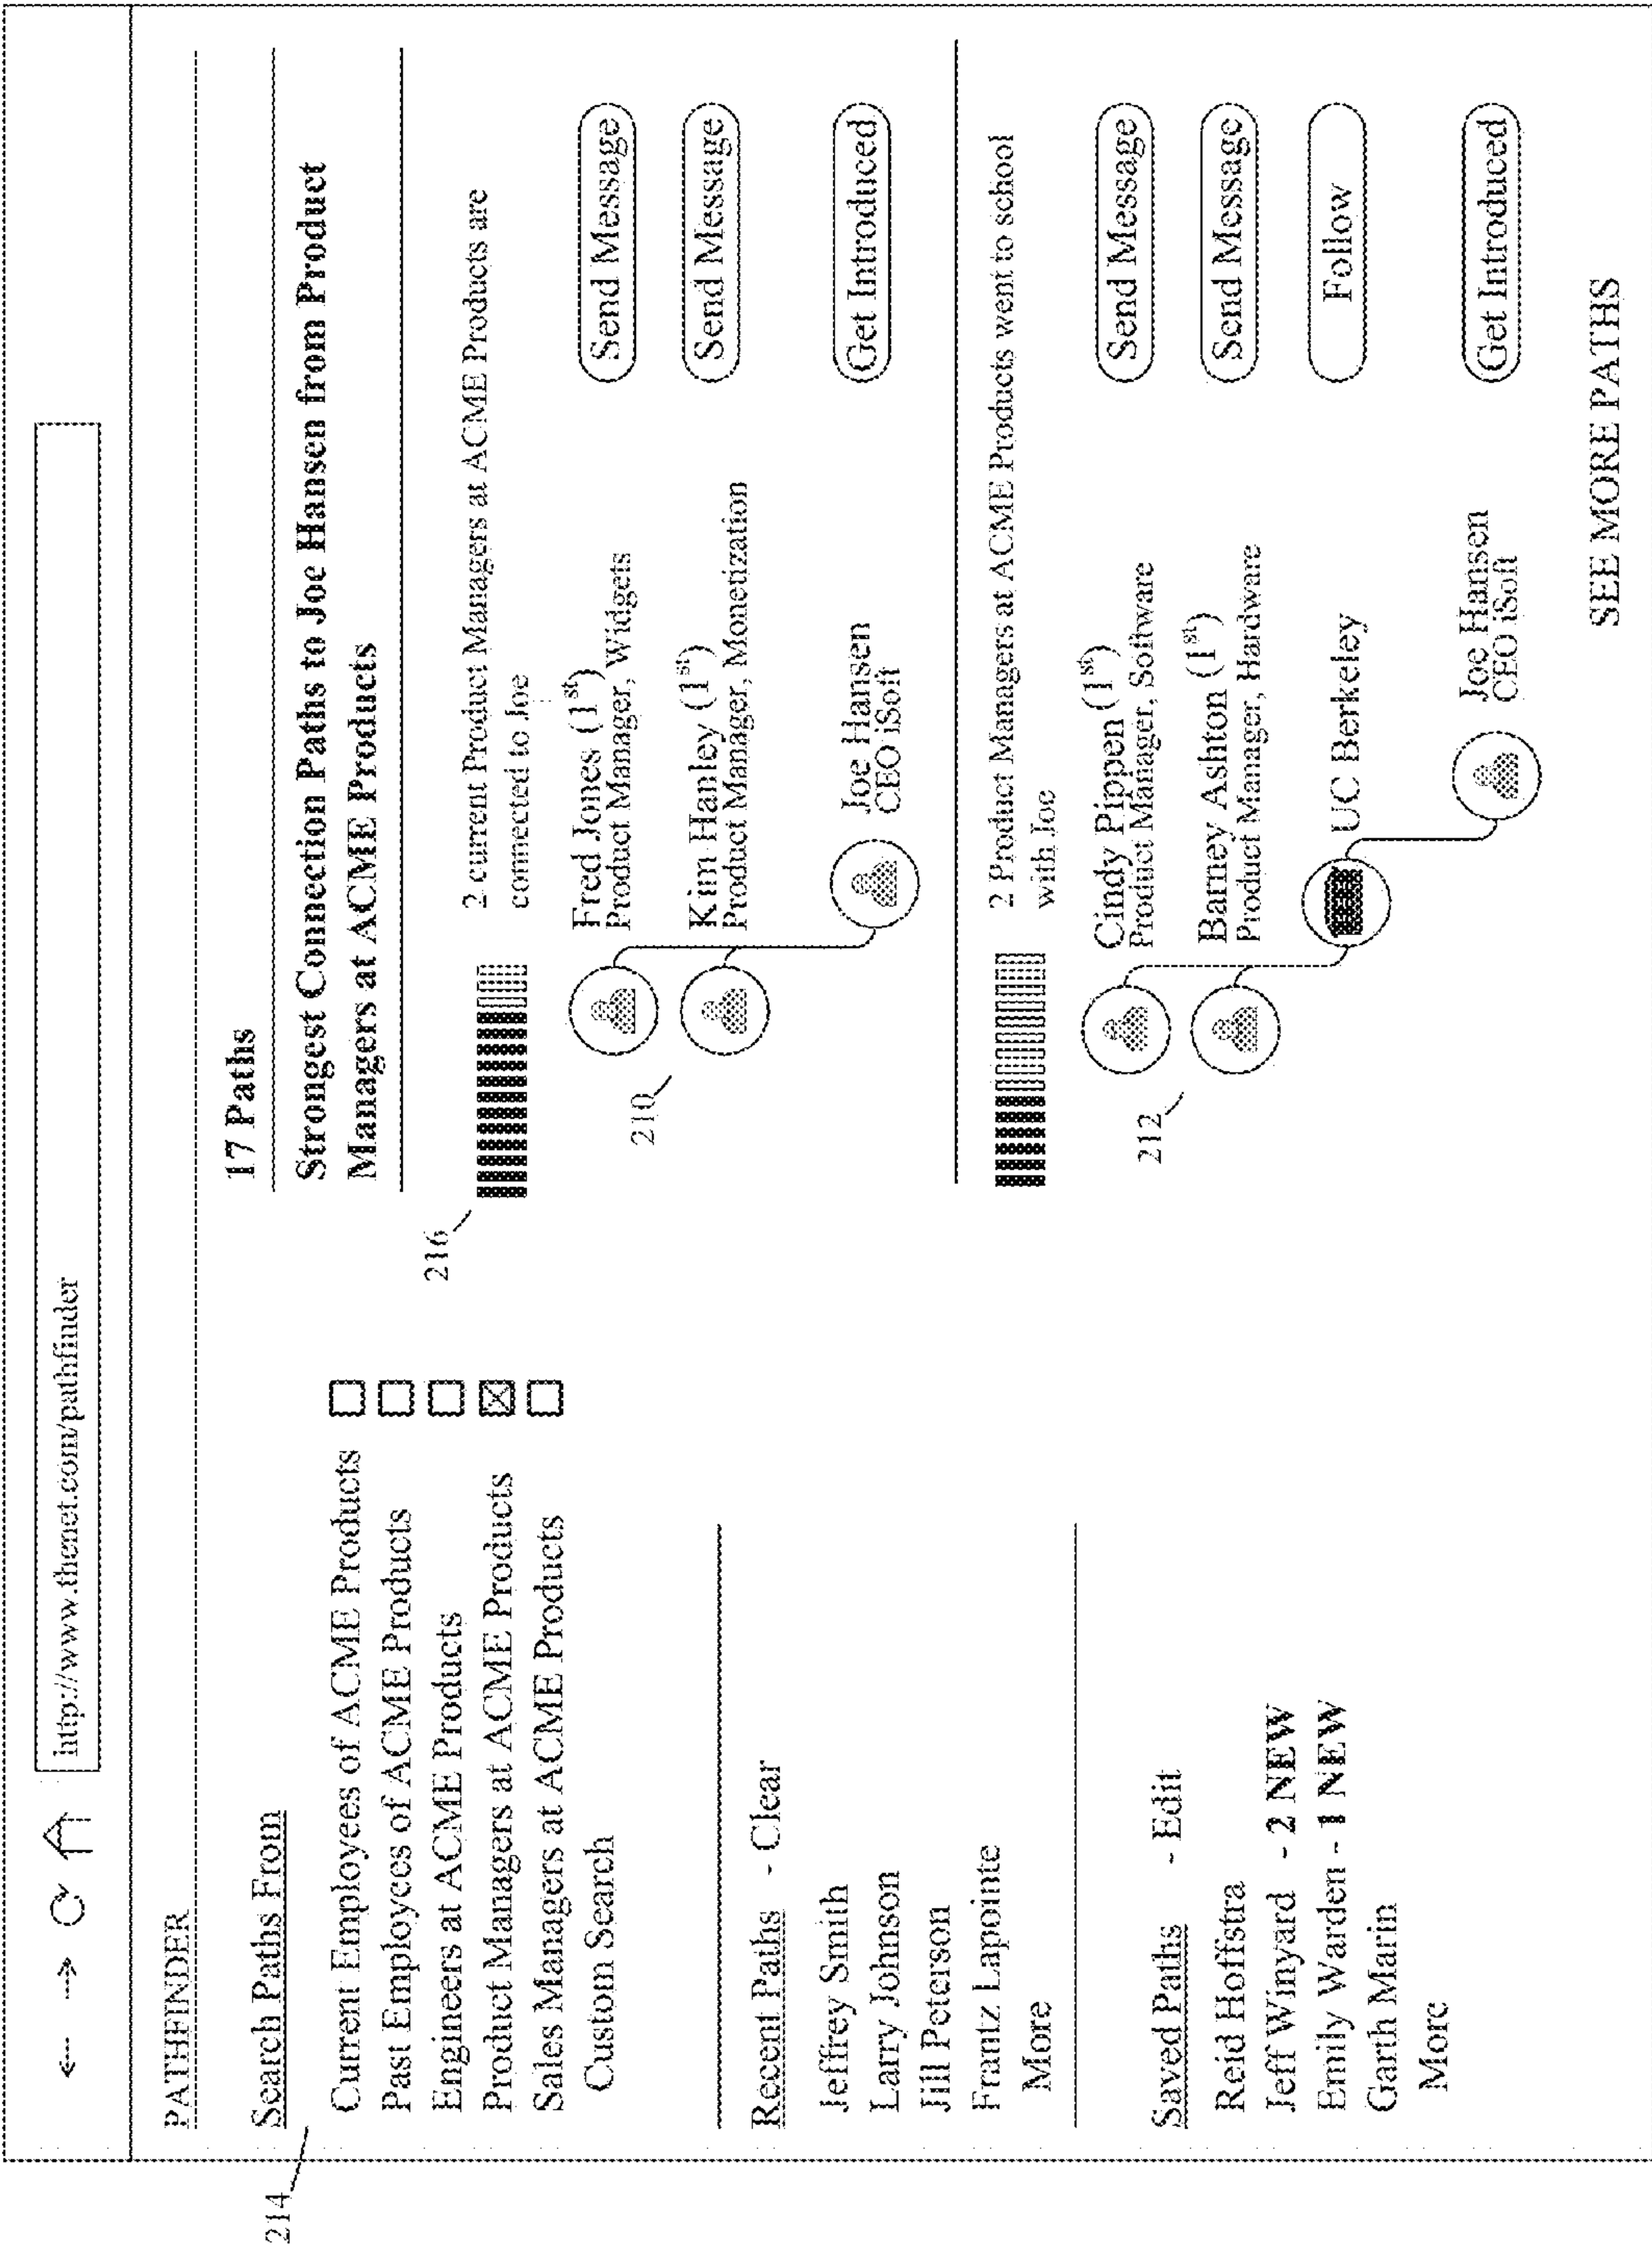 http://www.thenet.com/pathfinder
PATHFINDER
214
Search Paths From
Current Employees of ACME Products
Past Employees of ACME Products
Engineers at ACME Products
Product Managers at ACME Products
Sales Managers at ACME Products
Custom Search
Recent Paths - Clear
Jeffrey Smith
Larry Johnson
Jill Peterson
Frantz Lapointe
More
Saved Paths - Edit
Reid Hoffstra
Jeff Winyard - 2 NEW
Emily Warden - 1 NEW
Garth Marin
More
17 Paths
Strongest Connection Paths to Joe Hansen from Product
Managers at ACME Products
216
2 current Product Managers at ACME Products are
connected to Joe
210
Fred Jones (1st)
Product Manager, Widgets
Send Message
Kim Hanley (1st)
Product Manager, Monetization
Send Message
Joe Hansen
CEO iSoft
Get Introduced
2 Product Managers at ACME Products went to school
with Joe
212
Cindy Pippen (1st)
Product Manager, Software
Send Message
Barney Ashton (1st)
Product Manager, Hardware
Send Message
UC Berkeley
Follow
Joe Hansen
CEO iSoft
Get Introduced
SEE MORE PATHS